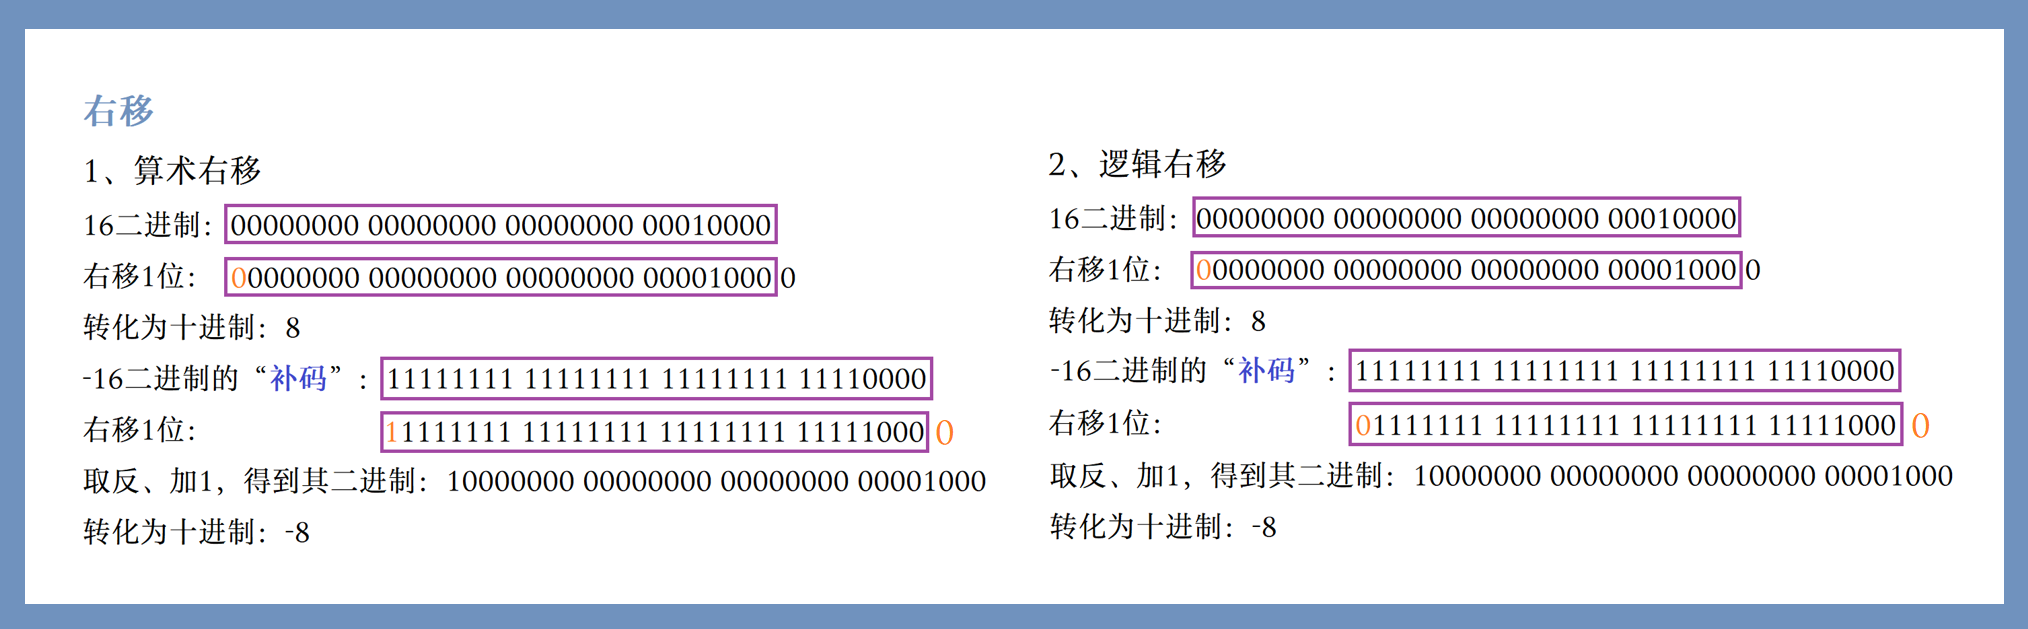 右移
1、算术右移
16二进制：00000000 00000000 00000000 00010000
右移1位：00000000 00000000 00000000 00001000 0
转化为十进制：8
-16二进制的“补码”：11111111 11111111 11111111 11110000
右移1位：11111111 11111111 11111111 11111000 0
取反、加1，得到其二进制：10000000 00000000 00000000 00001000
转化为十进制：-8
2、逻辑右移
16二进制：00000000 00000000 00000000 00010000
右移1位：00000000 00000000 00000000 00001000 0
转化为十进制：8
-16二进制的“补码”：11111111 11111111 11111111 11110000
右移1位：01111111 11111111 11111111 11111000 0
取反、加1，得到其二进制：10000000 00000000 00000000 00001000
转化为十进制：-8